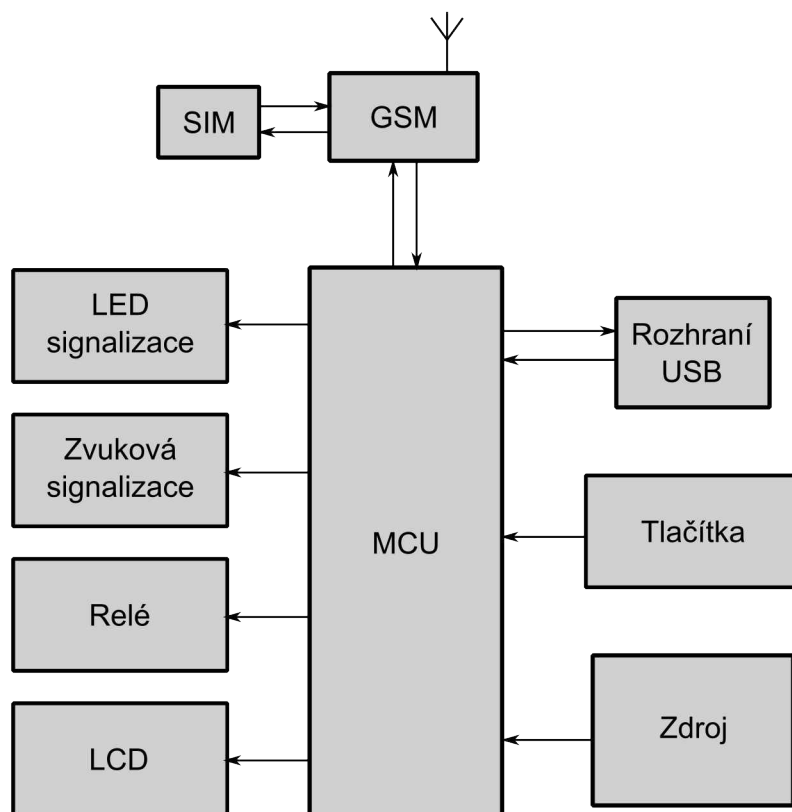 SIM
GSM
LED
signalizace
Rozhraní
USB
Zvuková
signalizace
MCU
Tlačítka
Relé
Zdroj
LCD